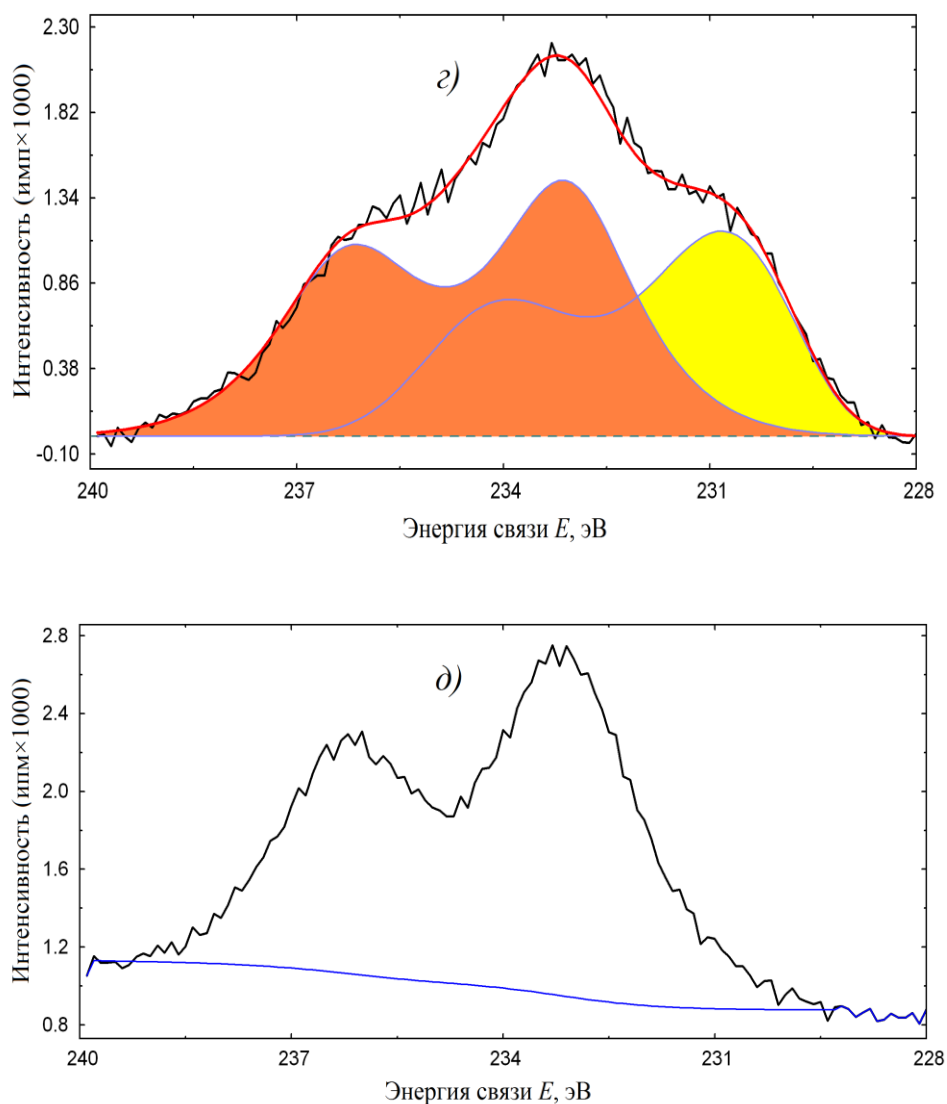 2.30
1.82
1.34
0.86
0.38
-0.10
Интенсивность (имп×1000)
г)
240 237 234 231 228
Энергия связи E, эВ
2.8
2.4
2.0
1.6
1.2
0.8
Интенсивность (ипм×1000)
д)
240 237 234 231 228
Энергия связи E, эВ